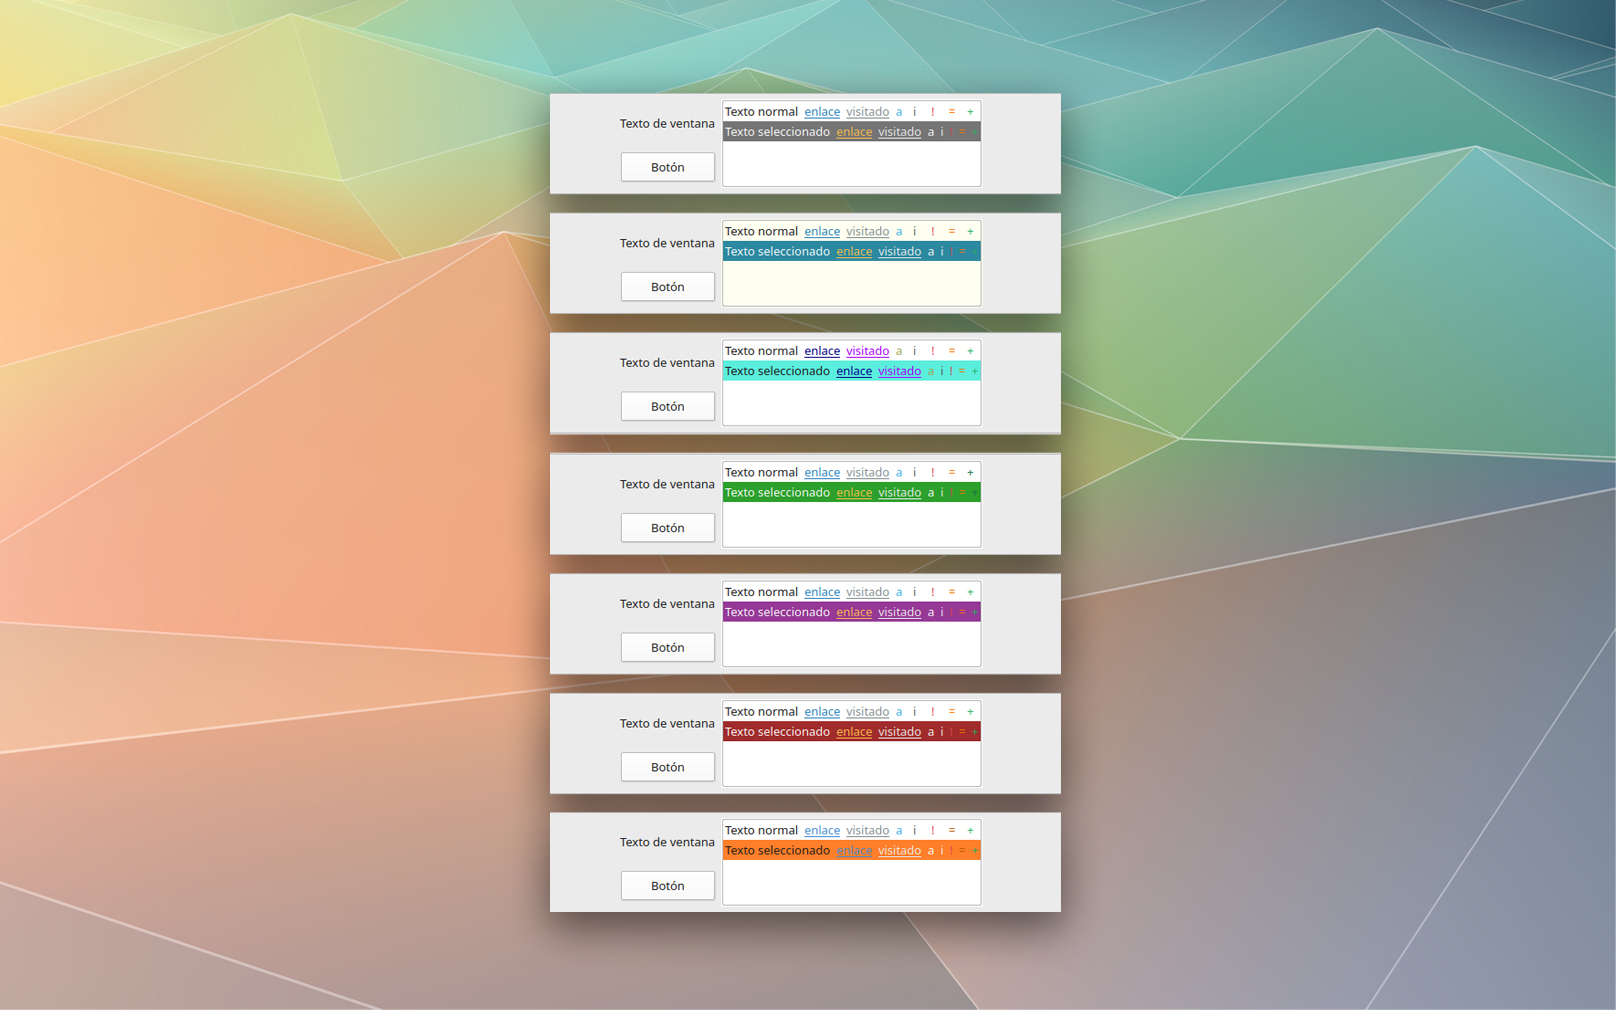 Texto de ventana
Texto normal enlace visitado a i ! = +
Texto seleccionado enlace visitado a i ! = +
Botón
Texto de ventana
Texto normal enlace visitado a i ! = +
Texto seleccionado enlace visitado a i ! = +
Botón
Texto de ventana
Texto normal enlace visitado a i ! = +
Texto seleccionado enlace visitado a i ! = +
Botón
Texto de ventana
Texto normal enlace visitado a i ! = +
Texto seleccionado enlace visitado a i ! = +
Botón
Texto de ventana
Texto normal enlace visitado a i ! = +
Texto seleccionado enlace visitado a i ! = +
Botón
Texto de ventana
Texto normal enlace visitado a i ! = +
Texto seleccionado enlace visitado a i ! = +
Botón
Texto de ventana
Texto normal enlace visitado a i ! = +
Texto seleccionado enlace visitado a i ! = +
Botón